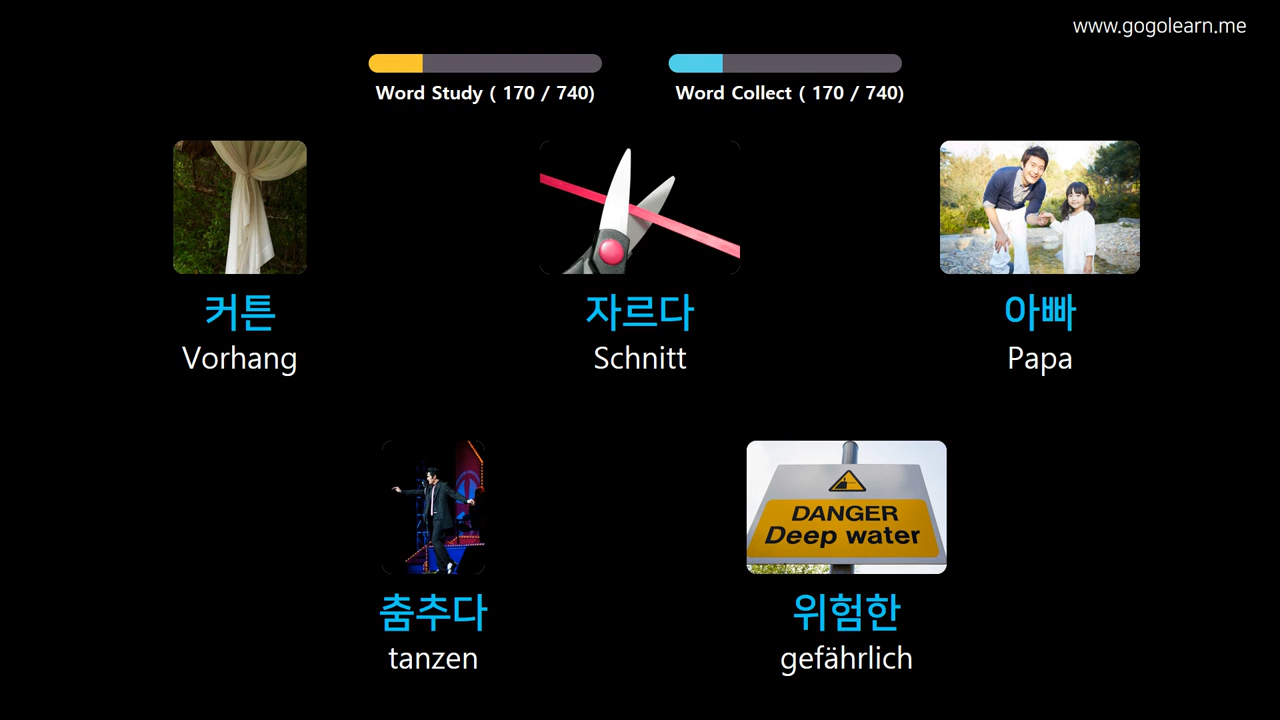 www.gogolearn.me
Word Study ( 170 / 740)
Word Collect ( 170 / 740)
커튼
Vorhang
자르다
Schnitt
아빠
Papa
DANGER
Deep water
춤추다
tanzen
위험한
gefährlich